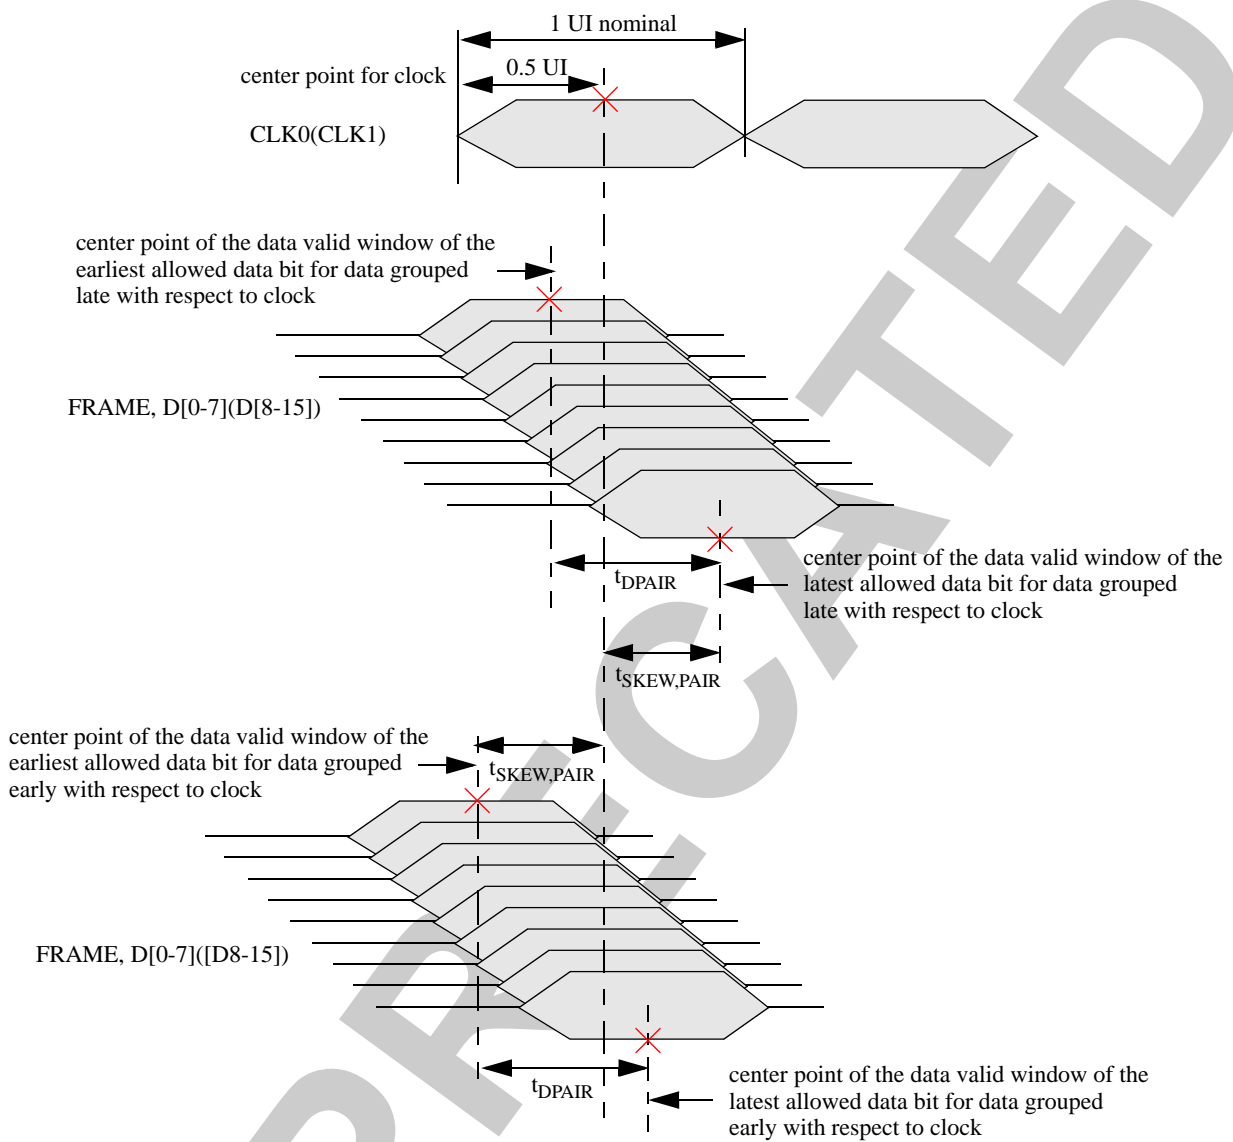 1 UI nominal
0.5 UI
center point for clock
CLK0(CLK1)
center point of the data valid window of the
earliest allowed data bit for data grouped
late with respect to clock
FRAME, D[0-7](D[8-15])
tDPAIR
center point of the data valid window of the
latest allowed data bit for data grouped
late with respect to clock
tSKEW,PAIR
center point of the data valid window of the
earliest allowed data bit for data grouped
early with respect to clock
tSKEW,PAIR
FRAME, D[0-7]([D8-15])
tDPAIR
center point of the data valid window of the
latest allowed data bit for data grouped
early with respect to clock
PRECATED